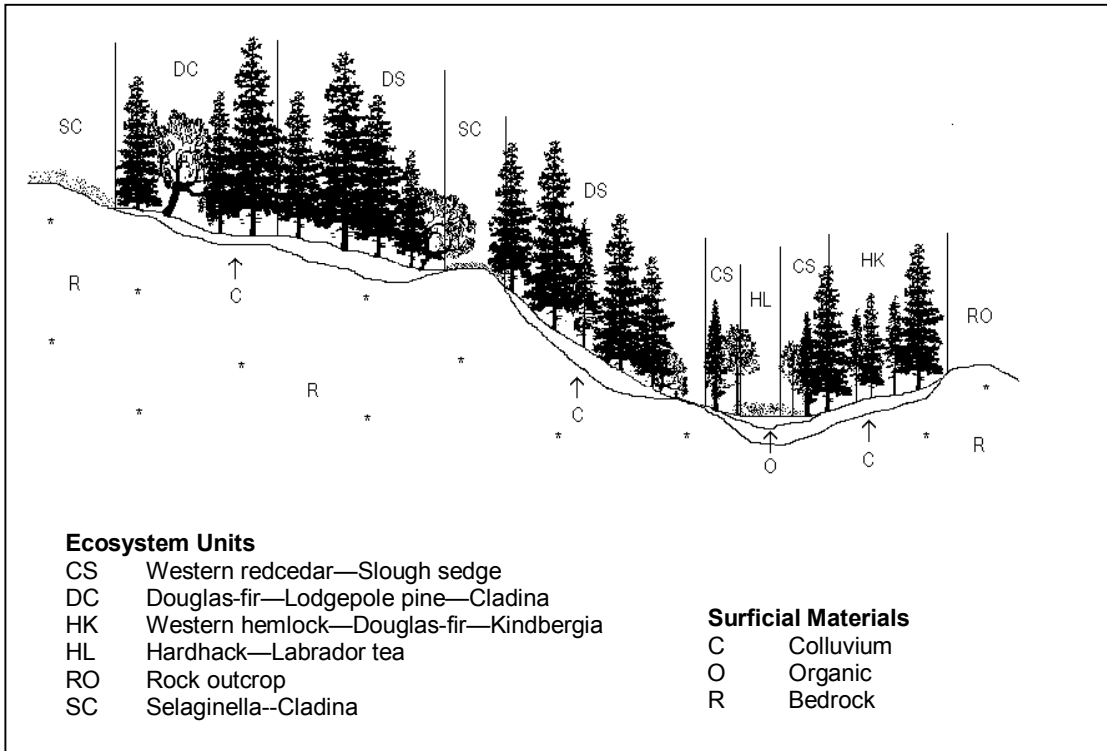 DC
DS
SC
SC
DS
CS
HL
CS
HK
RO
R
C
R
C
O
C
R
Ecosystem Units
CS Western redcedar—Slough sedge
DC Douglas-fir—Lodgepole pine—Cladina
HK Western hemlock—Douglas-fir—Kindbergia
HL Hardhack—Labrador tea
RO Rock outcrop
SC Selaginella--Cladina
Surficial Materials
C Colluvium
O Organic
R Bedrock